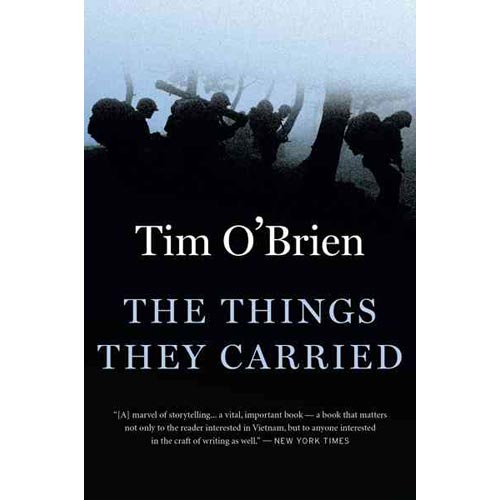 Tim O’Brien
THE THINGS
THEY CARRIED
“[A] marvel of storytelling... a vital, important book — a book that matters
not only to the reader interested in Vietnam, but to anyone interested
in the craft of writing as well.” — NEW YORK TIMES